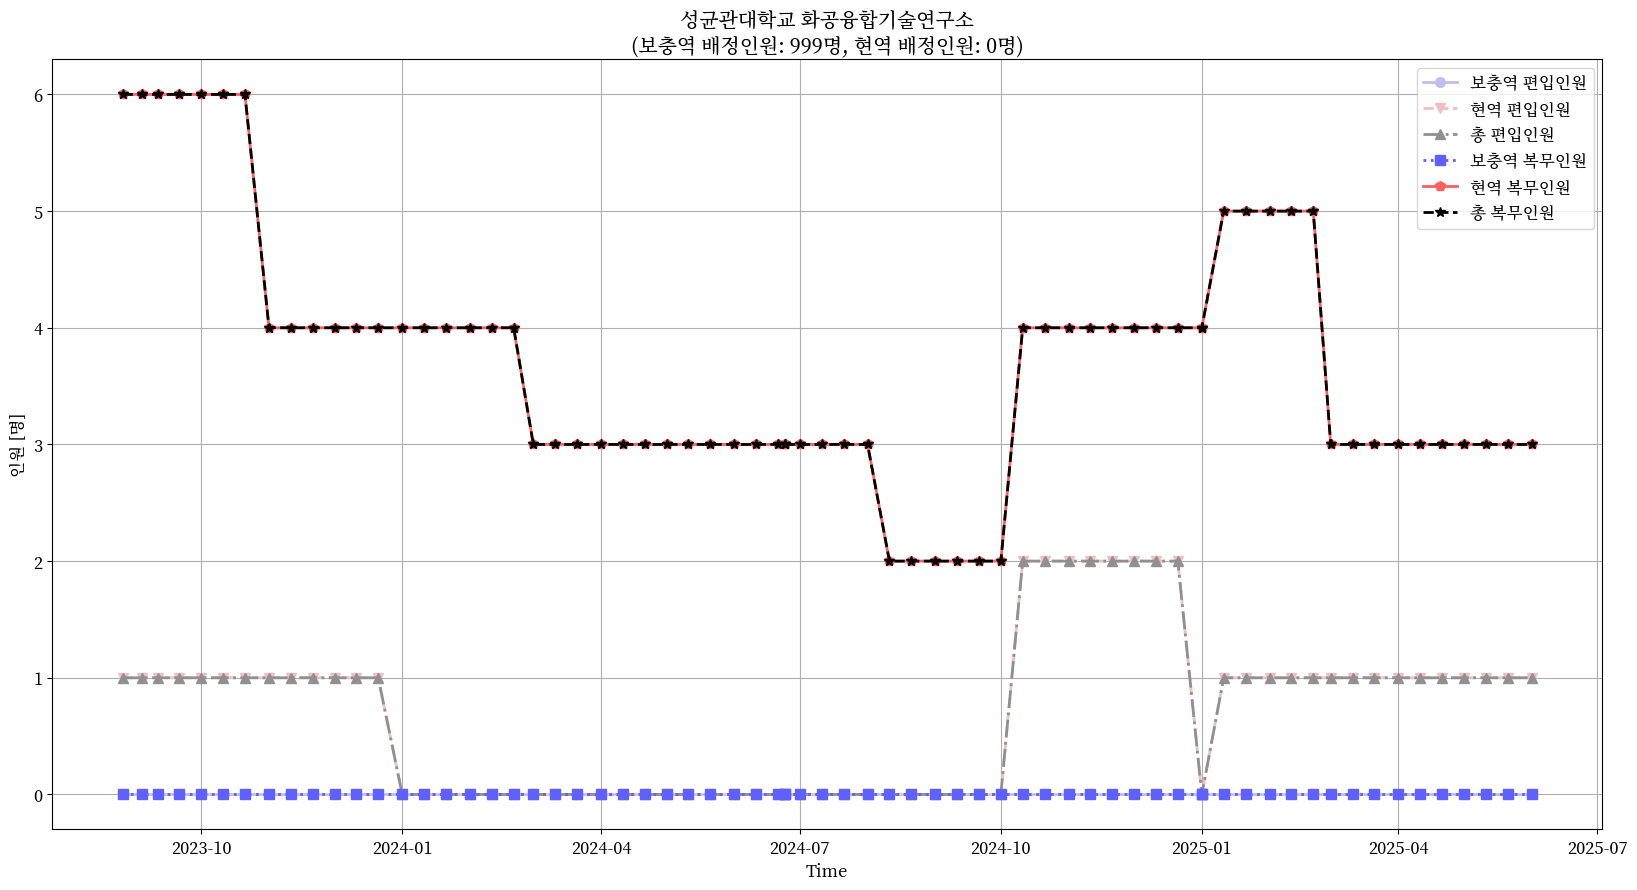 성균관대학교 화공융합기술연구소
(보충역 배정인원: 999명, 현역 배정인원: 0명)
보충역 편입인원
현역 편입인원
총 편입인원
보충역 복무인원
현역 복무인원
총 복무인원
인원 [명]
6
5
4
3
2
1
0
2023-10
2024-01
2024-04
2024-07
2024-10
2025-01
2025-04
2025-07
Time